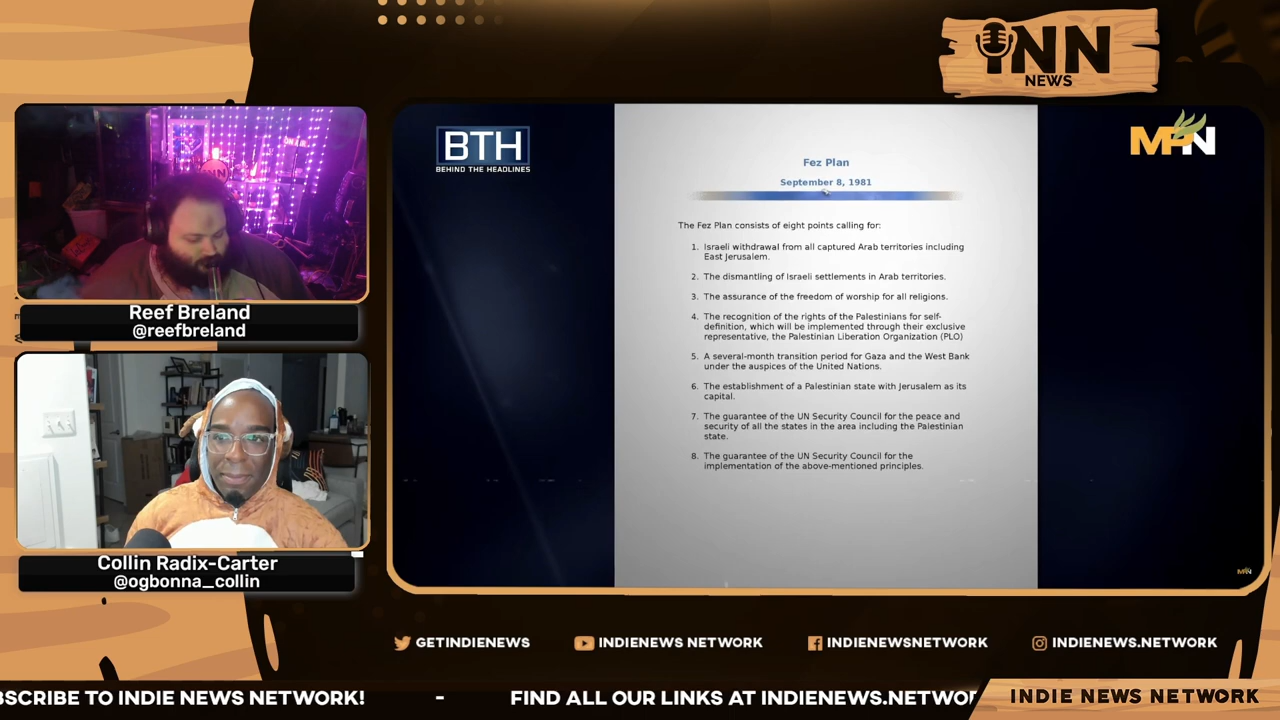 INN
NEWS
BTH
BEHIND THE HEADLINES
MPN
Fez Plan
September 8, 1981
The Fez Plan consists of eight points calling for:
1. Israeli withdrawal from all captured Arab territories including
East Jerusalem.
2. The dismantling of Israeli settlements in Arab territories.
3. The assurance of the freedom of worship for all religions.
4. The recognition of the rights of the Palestinians for self-
definition, which will be implemented through their exclusive
representative, the Palestinian Liberation Organization (PLO)
5. A several-month transition period for Gaza and the West Bank
under the auspices of the United Nations.
6. The establishment of a Palestinian state with Jerusalem as its
capital.
7. The guarantee of the UN Security Council for the peace and
security of all the states in the area including the Palestinian
state.
8. The guarantee of the UN Security Council for the
implementation of the above-mentioned principles.
MPN
Reef Breland
@reefbreland
Collin Radix-Carter
@ogbonna_collin
GETINDIENEWS
INDIENEWS NETWORK
INDIENEWSNETWORK
INDIENEWS.NETWORK
BSCRIBE TO INDIE NEWS NETWORK! - FIND ALL OUR LINKS AT INDIENEWS.NETWOR
INDIE NEWS NETWORK